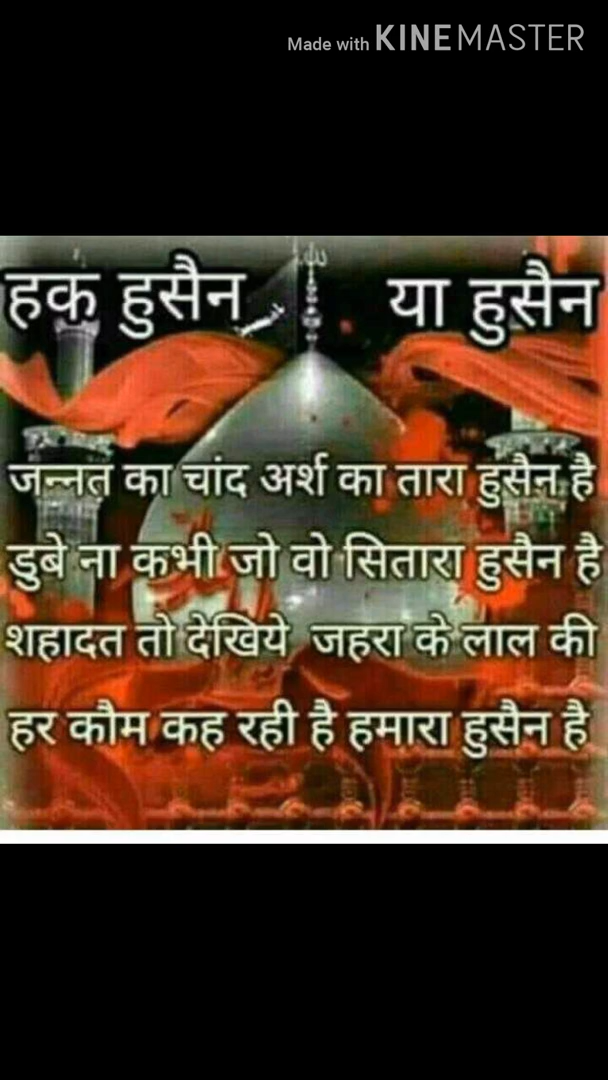 Made with KINEMASTER
हक हुसैन या हुसैन
जन्नत का चांद अर्श का तारा हुसैन है
डुबे ना कभी जो वो सितारा हुसैन है
शहादत तो देखिये जहरा के लाल की
हर कौम कह रही है हमारा हुसैन है